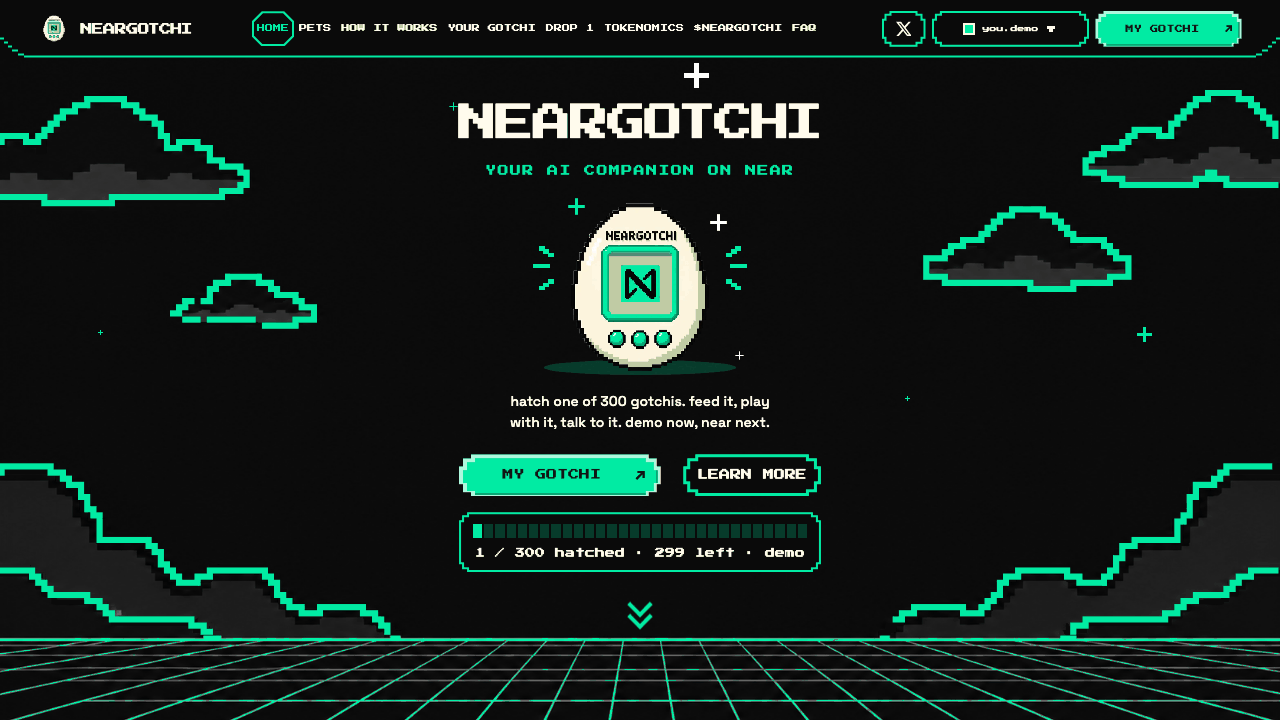 NEARGOTCHI
HOME PETS HOW IT WORKS YOUR GOTCHI DROP 1 TOKENOMICS $NEARGOTCHI FAQ
you.demo
MY GOTCHI
NEARGOTCHI
YOUR AI COMPANION ON NEAR
NEARGOTCHI
hatch one of 300 gotchis. feed it, play
with it, talk to it. demo now, near next.
MY GOTCHI
LEARN MORE
1 / 300 hatched · 299 left · demo